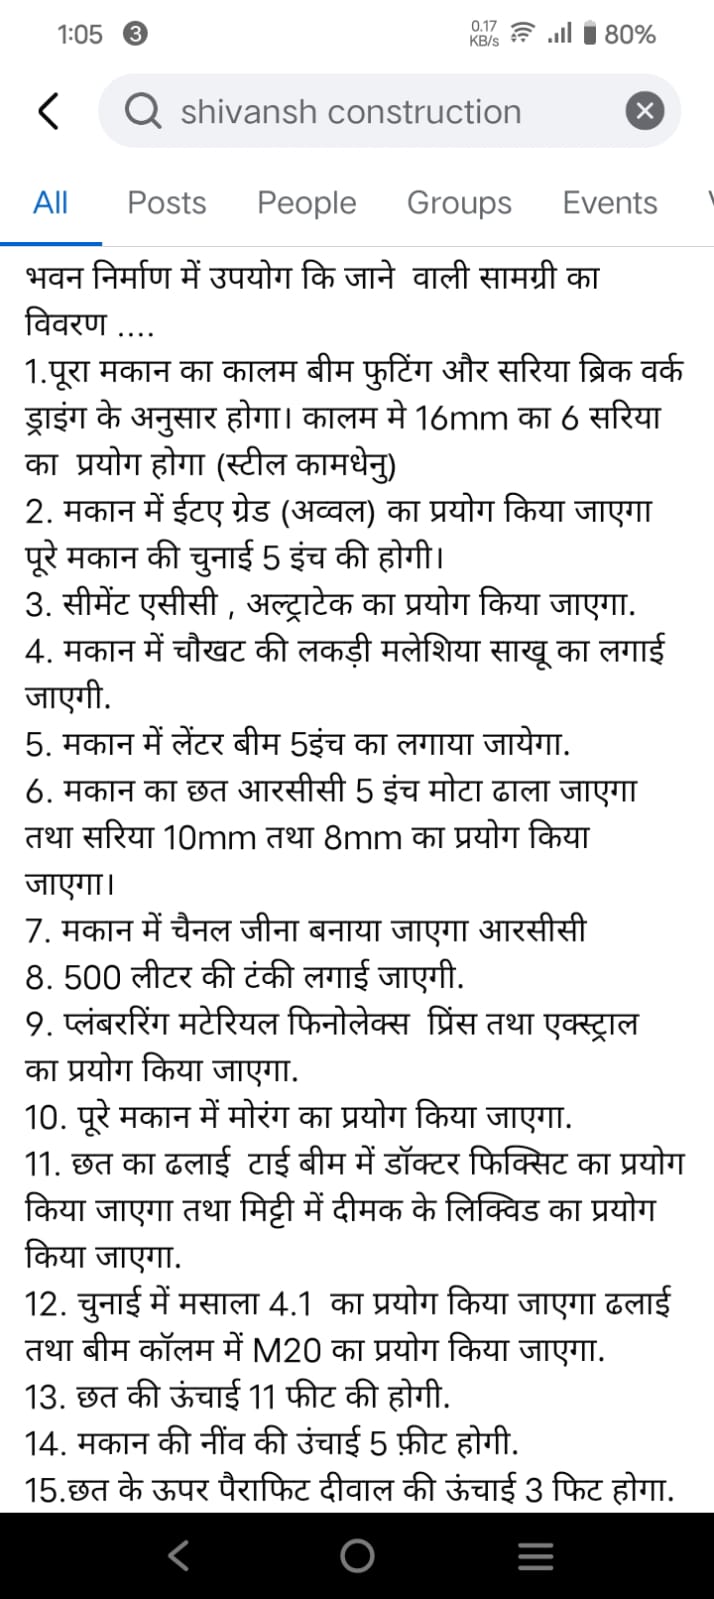 1:05 3 0.17 KB/s 80%
shivansh construction
All Posts People Groups Events
भवन निर्माण में उपयोग कि जाने वाली सामग्री का
विवरण ....
1.पूरा मकान का कालम बीम फुटिंग और सरिया ब्रिक वर्क
ड्राइंग के अनुसार होगा। कालम मे 16mm का 6 सरिया
का प्रयोग होगा (स्टील कामधेनु)
2. मकान में ईटए ग्रेड (अव्वल) का प्रयोग किया जाएगा
पूरे मकान की चुनाई 5 इंच की होगी।
3. सीमेंट एसीसी , अल्ट्राटेक का प्रयोग किया जाएगा.
4. मकान में चौखट की लकड़ी मलेशिया साखू का लगाई
जाएगी.
5. मकान में लेंटर बीम 5इंच का लगाया जायेगा.
6. मकान का छत आरसीसी 5 इंच मोटा ढाला जाएगा
तथा सरिया 10mm तथा 8mm का प्रयोग किया
जाएगा।
7. मकान में चैनल जीना बनाया जाएगा आरसीसी
8. 500 लीटर की टंकी लगाई जाएगी.
9. प्लंबररिंग मटेरियल फिनोलेक्स प्रिंस तथा एक्स्ट्राल
का प्रयोग किया जाएगा.
10. पूरे मकान में मोरंग का प्रयोग किया जाएगा.
11. छत का ढलाई टाई बीम में डॉक्टर फिक्सिट का प्रयोग
किया जाएगा तथा मिट्टी में दीमक के लिक्विड का प्रयोग
किया जाएगा.
12. चुनाई में मसाला 4.1 का प्रयोग किया जाएगा ढलाई
तथा बीम कॉलम में M20 का प्रयोग किया जाएगा.
13. छत की ऊंचाई 11 फीट की होगी.
14. मकान की नींव की उंचाई 5 फ़ीट होगी.
15.छत के ऊपर पैराफिट दीवाल की ऊंचाई 3 फिट होगा.